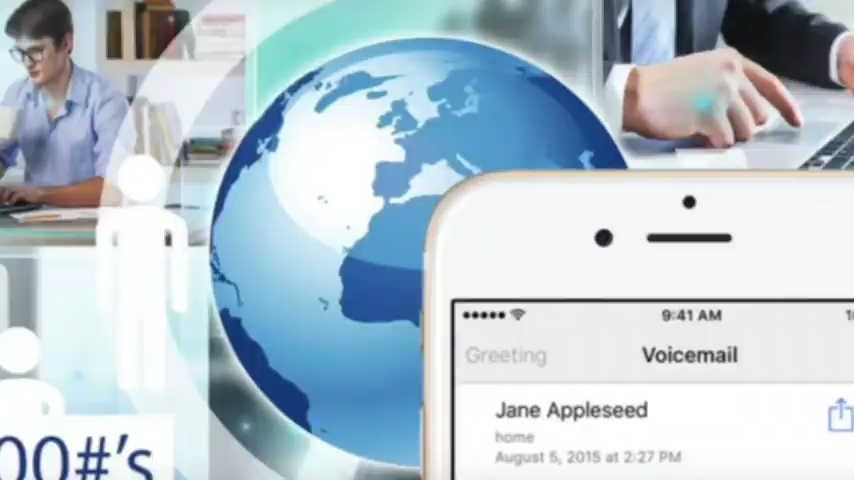 9:41 AM
Greeting
Voicemail
Jane Appleseed
home
August 5, 2015 at 2:27 PM
00#'s